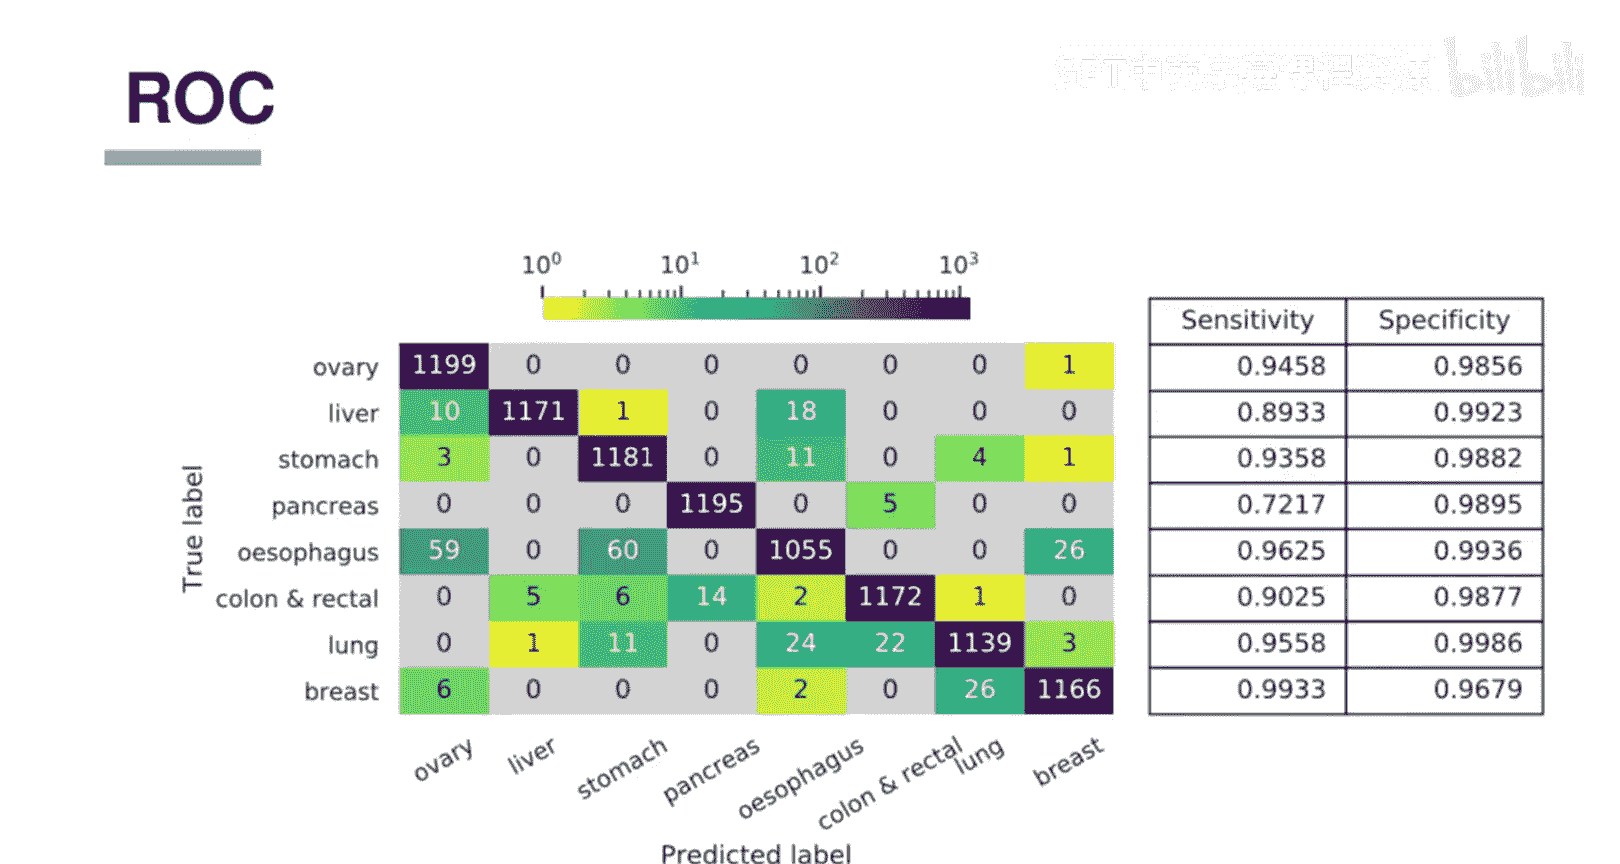 ROC
bilibili
10⁰ 10¹ 10² 10³
Sensitivity Specificity
ovary 1199 0 0 0 0 0 0 1 0.9458 0.9856
liver 10 1171 1 0 18 0 0 0 0.8933 0.9923
stomach 3 0 1181 0 11 0 4 1 0.9358 0.9882
pancreas 0 0 0 1195 0 5 0 0 0.7217 0.9895
oesophagus 59 0 60 0 1055 0 0 26 0.9625 0.9936
colon & rectal 0 5 6 14 2 1172 1 0 0.9025 0.9877
lung 0 1 11 0 24 22 1139 3 0.9558 0.9986
breast 6 0 0 0 2 0 26 1166 0.9933 0.9679
True label
ovary liver stomach pancreas oesophagus colon & rectal lung breast
Predicted label